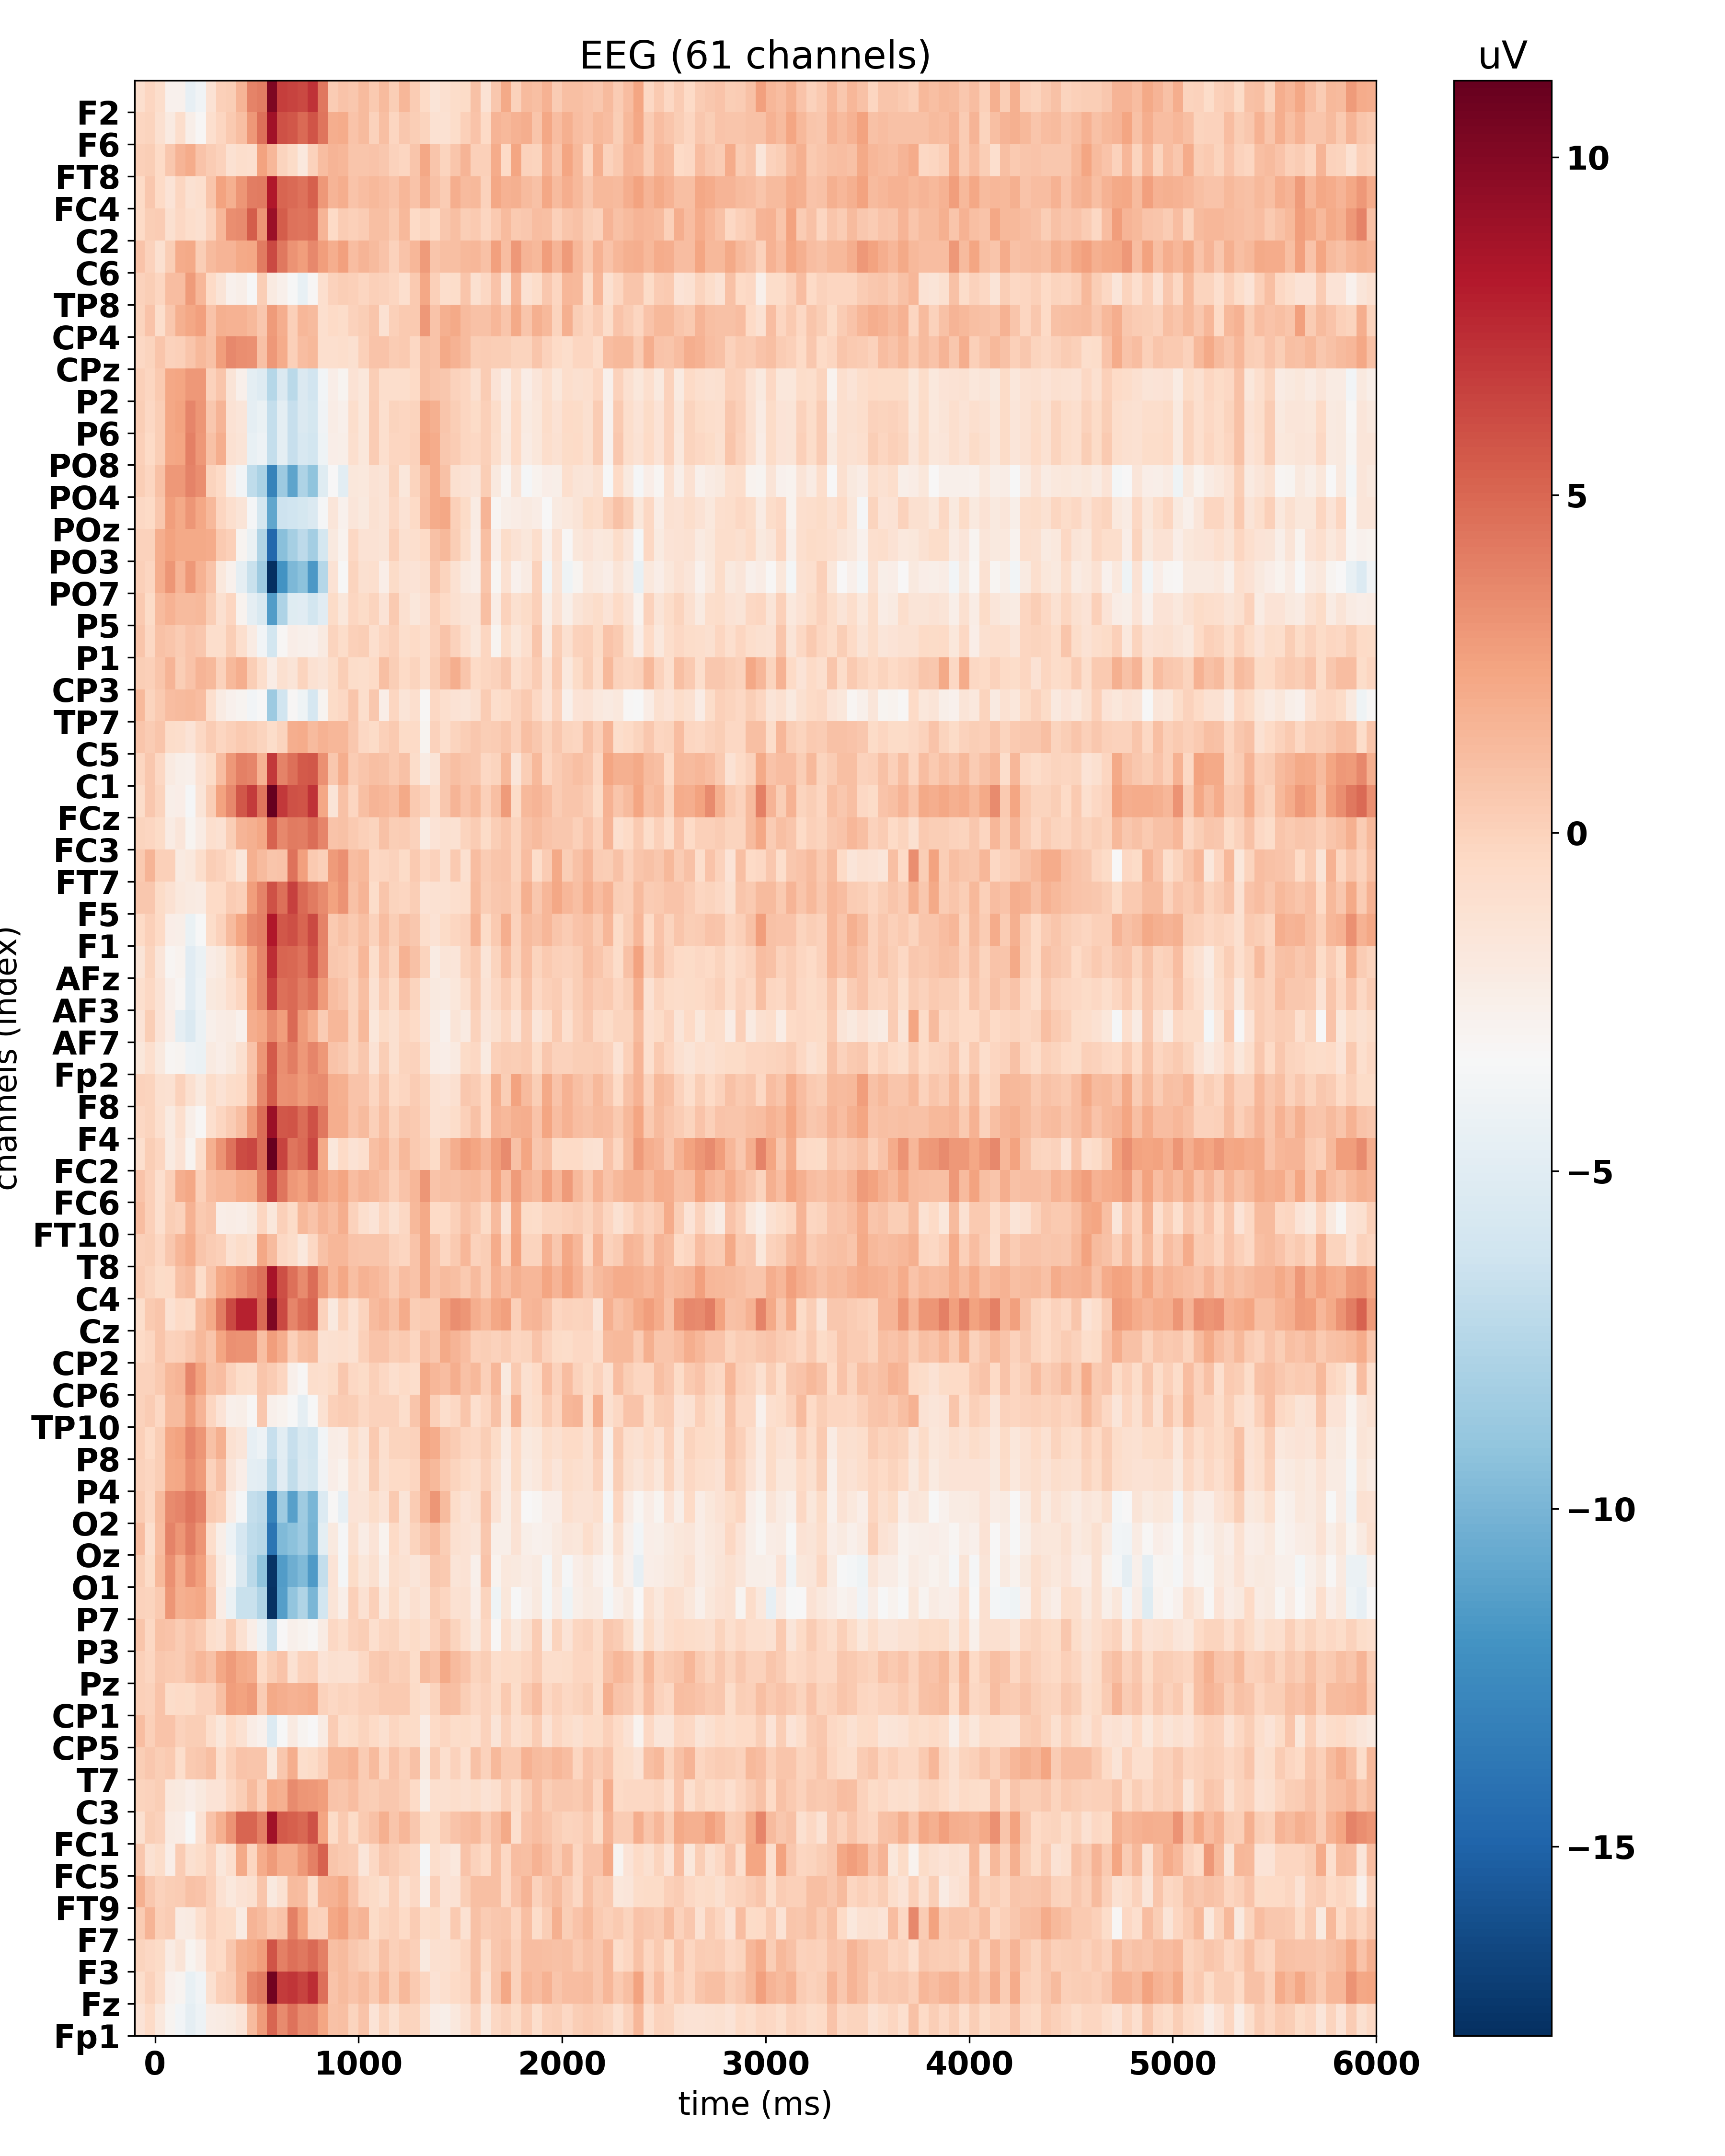 EEG (61 channels)
uV
F2
F6
FT8
FC4
C2
C6
TP8
CP4
CPz
P2
P6
PO8
PO4
POz
PO3
PO7
P5
P1
CP3
TP7
C5
C1
FCz
FC3
FT7
F5
F1
AFz
AF3
AF7
Fp2
F8
F4
FC2
FC6
FT10
T8
C4
Cz
CP2
CP6
TP10
P8
P4
O2
Oz
O1
P7
P3
Pz
CP1
CP5
T7
C3
FC1
FC5
FT9
F7
F3
Fz
Fp1
channels (index)
0 1000 2000 3000 4000 5000 6000
time (ms)
10
5
0
−5
−10
−15